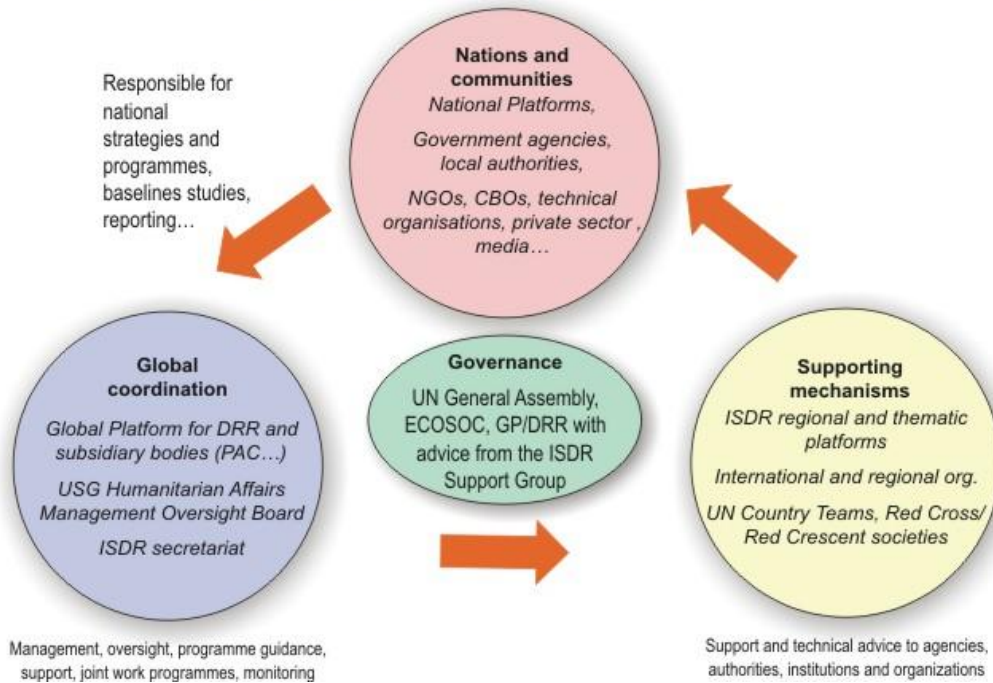 Nations and
communities
National Platforms,
Government agencies,
local authorities,
NGOs, CBOs, technical
organisations, private sector ,
media…
Responsible for
national
strategies and
programmes,
baselines studies,
reporting…
Global
coordination
Global Platform for DRR and
subsidiary bodies (PAC…)
USG Humanitarian Affairs
Management Oversight Board
ISDR secretariat
Governance
UN General Assembly,
ECOSOC, GP/DRR with
advice from the ISDR
Support Group
Supporting
mechanisms
ISDR regional and thematic
platforms
International and regional org.
UN Country Teams, Red Cross/
Red Crescent societies
Management, oversight, programme guidance,
support, joint work programmes, monitoring
Support and technical advice to agencies,
authorities, institutions and organizations